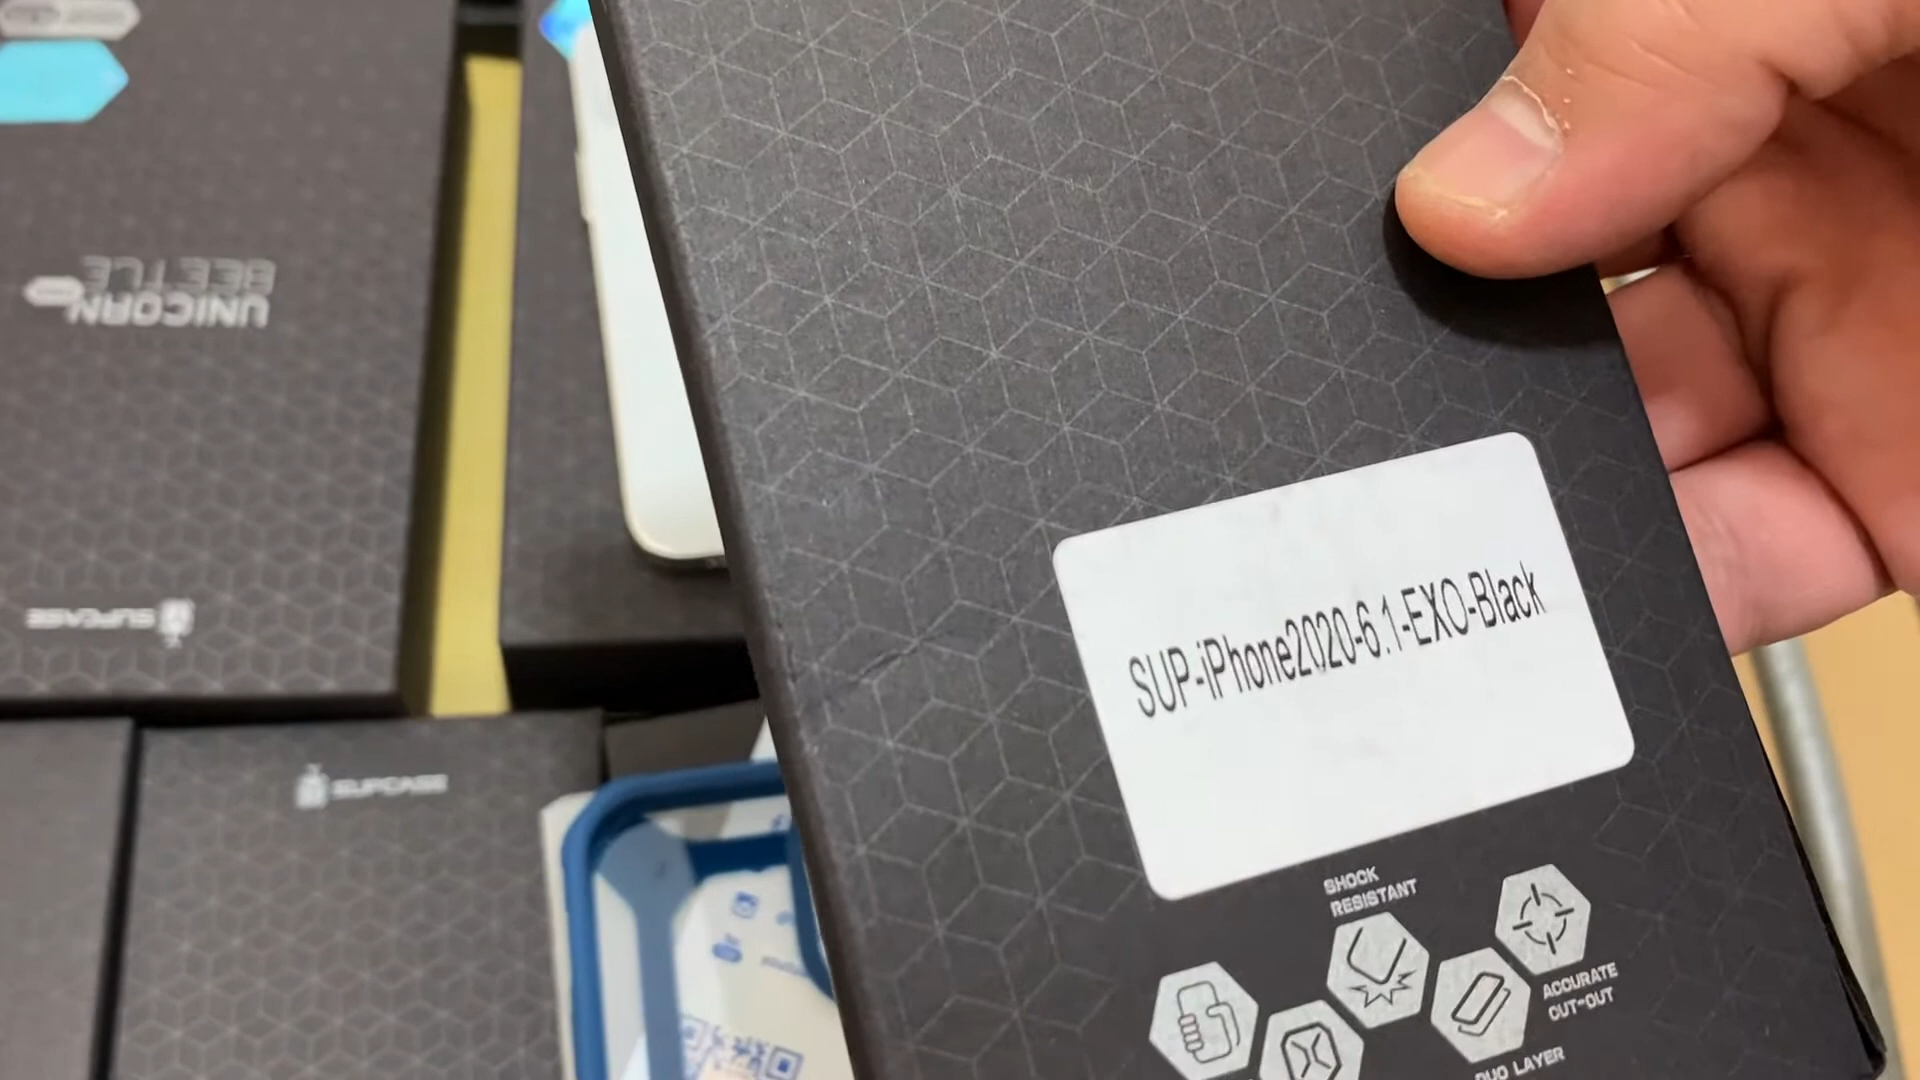 UNICORN
BEETLE
SUPCASE
SUPCASE
SUP-iPhone2020-6.1-EXO-Black
SHOCK
RESISTANT
ACCURATE
CUT-OUT
DUO LAYER